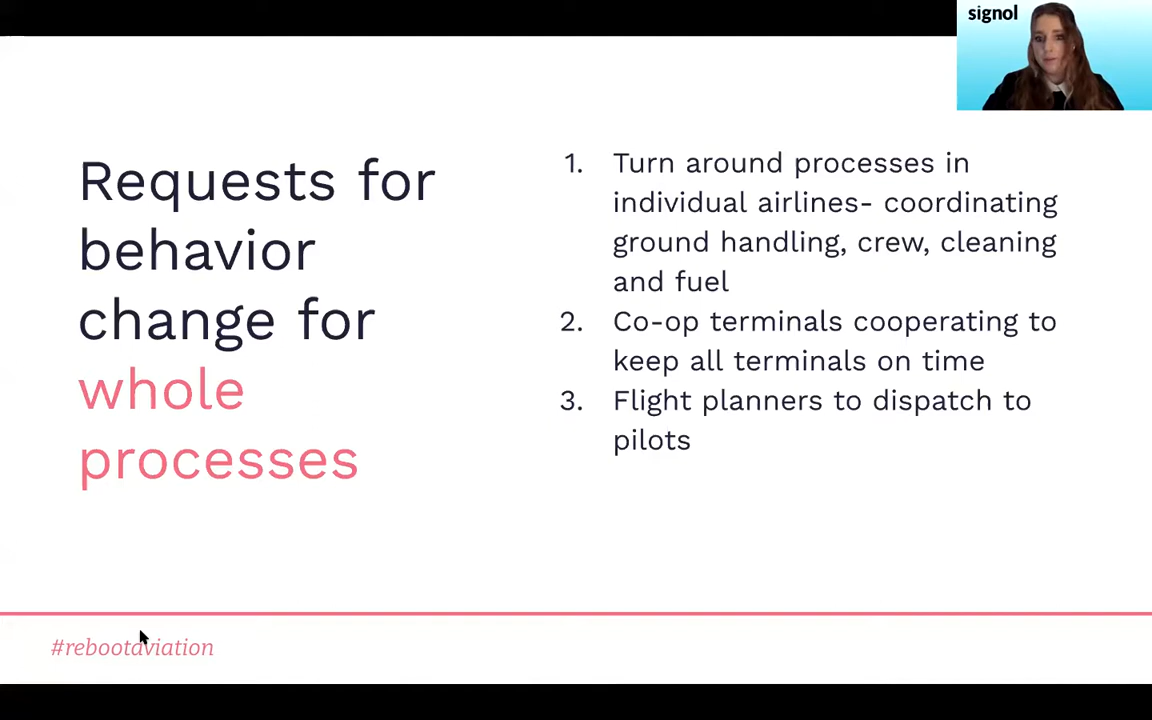 signol
Requests for
behavior
change for
whole
processes
1. Turn around processes in
individual airlines- coordinating
ground handling, crew, cleaning
and fuel
2. Co-op terminals cooperating to
keep all terminals on time
3. Flight planners to dispatch to
pilots
#rebootaviation